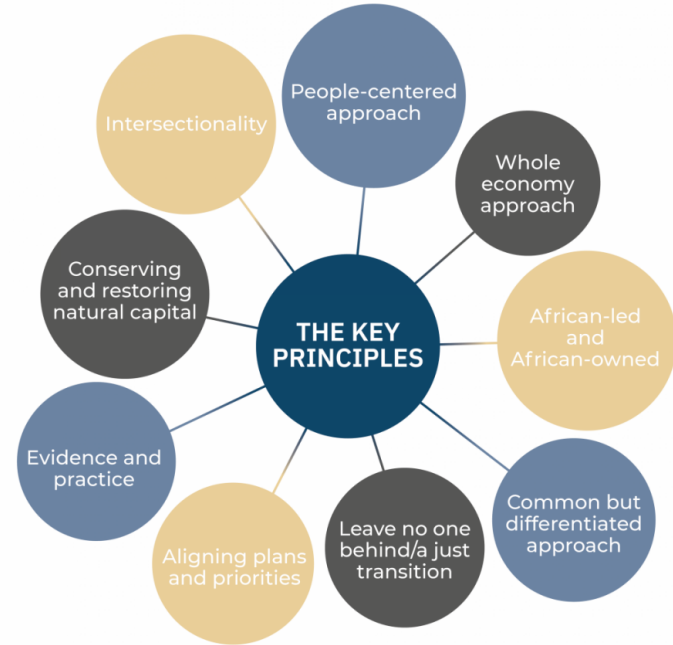 People-centered
approach
Whole
economy
approach
African-led
and
African-owned
Common but
differentiated
approach
Leave no one
behind/a just
transition
Aligning plans
and priorities
Evidence and
practice
Conserving
and restoring
natural capital
Intersectionality
THE KEY
PRINCIPLES